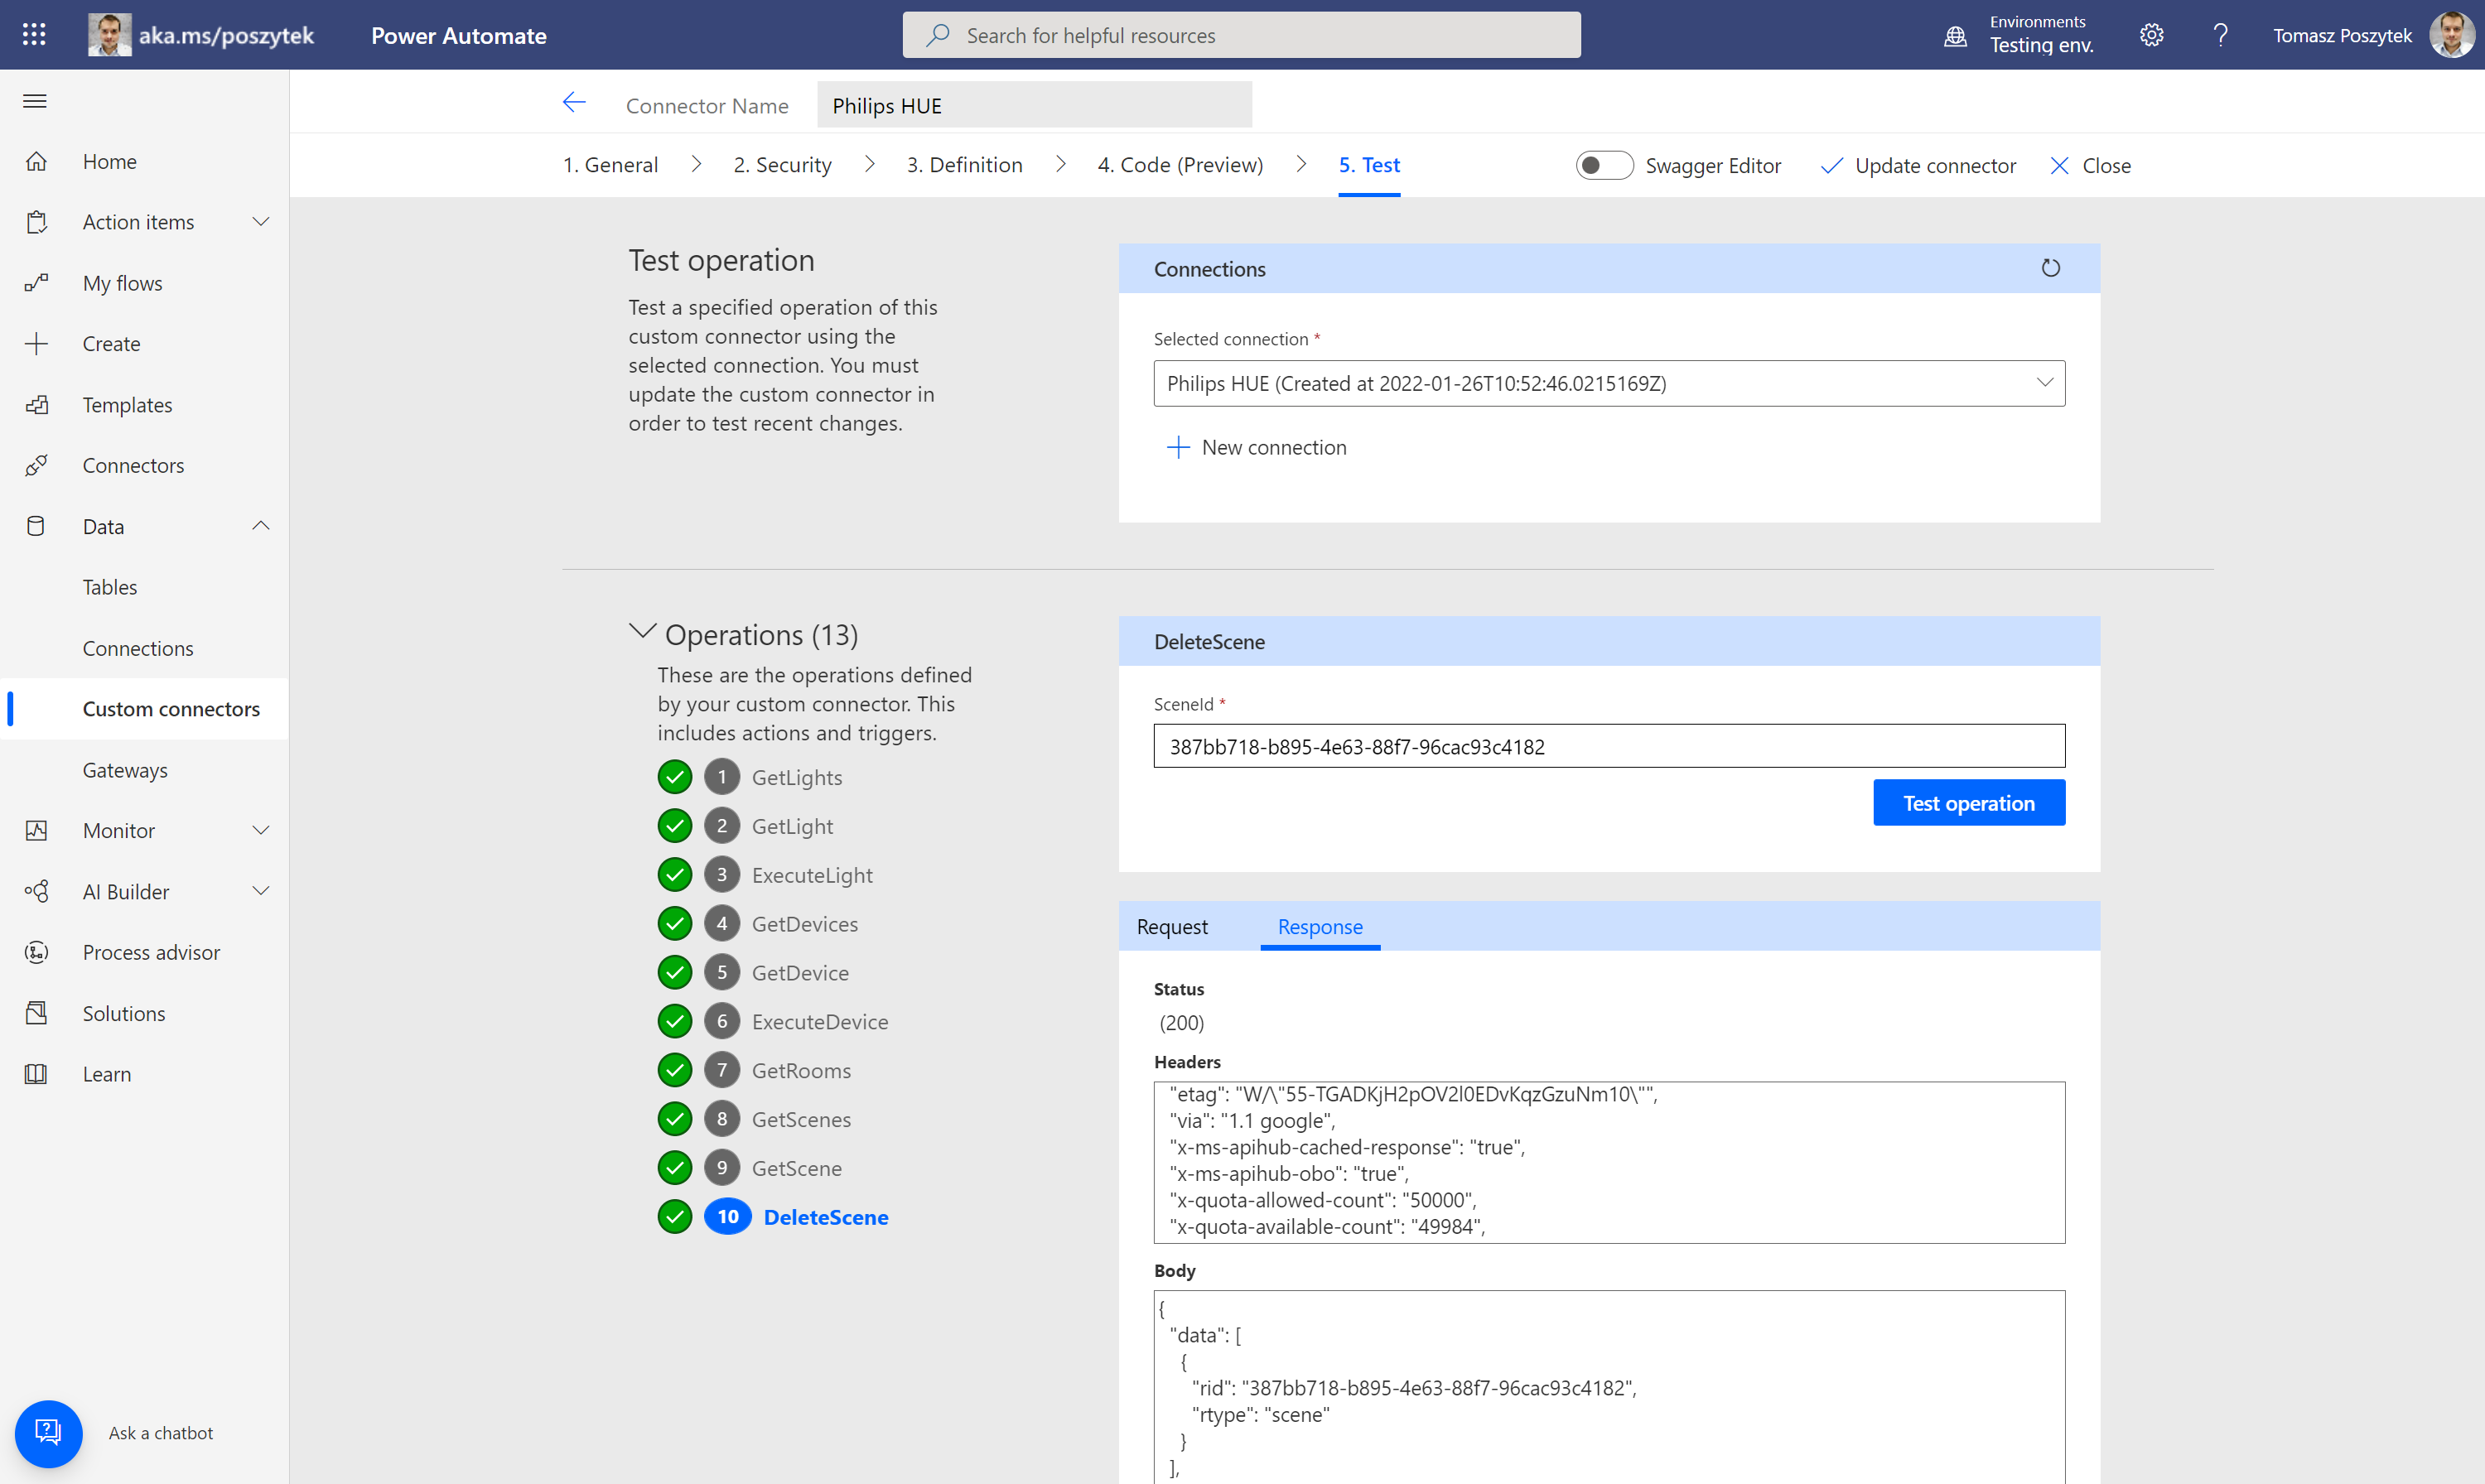 aka.ms/poszytek
Power Automate
Search for helpful resources
Environments
Testing env.
?
Tomasz Poszytek
Home
Action items
My flows
Create
Templates
Connectors
Data
Tables
Connections
Custom connectors
Gateways
Monitor
AI Builder
Process advisor
Solutions
Learn
Ask a chatbot
Connector Name
Philips HUE
1. General
2. Security
3. Definition
4. Code (Preview)
5. Test
Swagger Editor
Update connector
Close
Test operation
Test a specified operation of this
custom connector using the
selected connection. You must
update the custom connector in
order to test recent changes.
Connections
Selected connection *
Philips HUE (Created at 2022-01-26T10:52:46.0215169Z)
New connection
Operations (13)
These are the operations defined
by your custom connector. This
includes actions and triggers.
1 GetLights
2 GetLight
3 ExecuteLight
4 GetDevices
5 GetDevice
6 ExecuteDevice
7 GetRooms
8 GetScenes
9 GetScene
10 DeleteScene
DeleteScene
SceneId *
387bb718-b895-4e63-88f7-96cac93c4182
Test operation
Request
Response
Status
(200)
Headers
"etag": "W/\"55-TGADKjH2pOV2l0EDvKqzGzuNm10\"",
"via": "1.1 google",
"x-ms-apihub-cached-response": "true",
"x-ms-apihub-obo": "true",
"x-quota-allowed-count": "50000",
"x-quota-available-count": "49984",
Body
{
"data": [
{
"rid": "387bb718-b895-4e63-88f7-96cac93c4182",
"rtype": "scene"
}
],